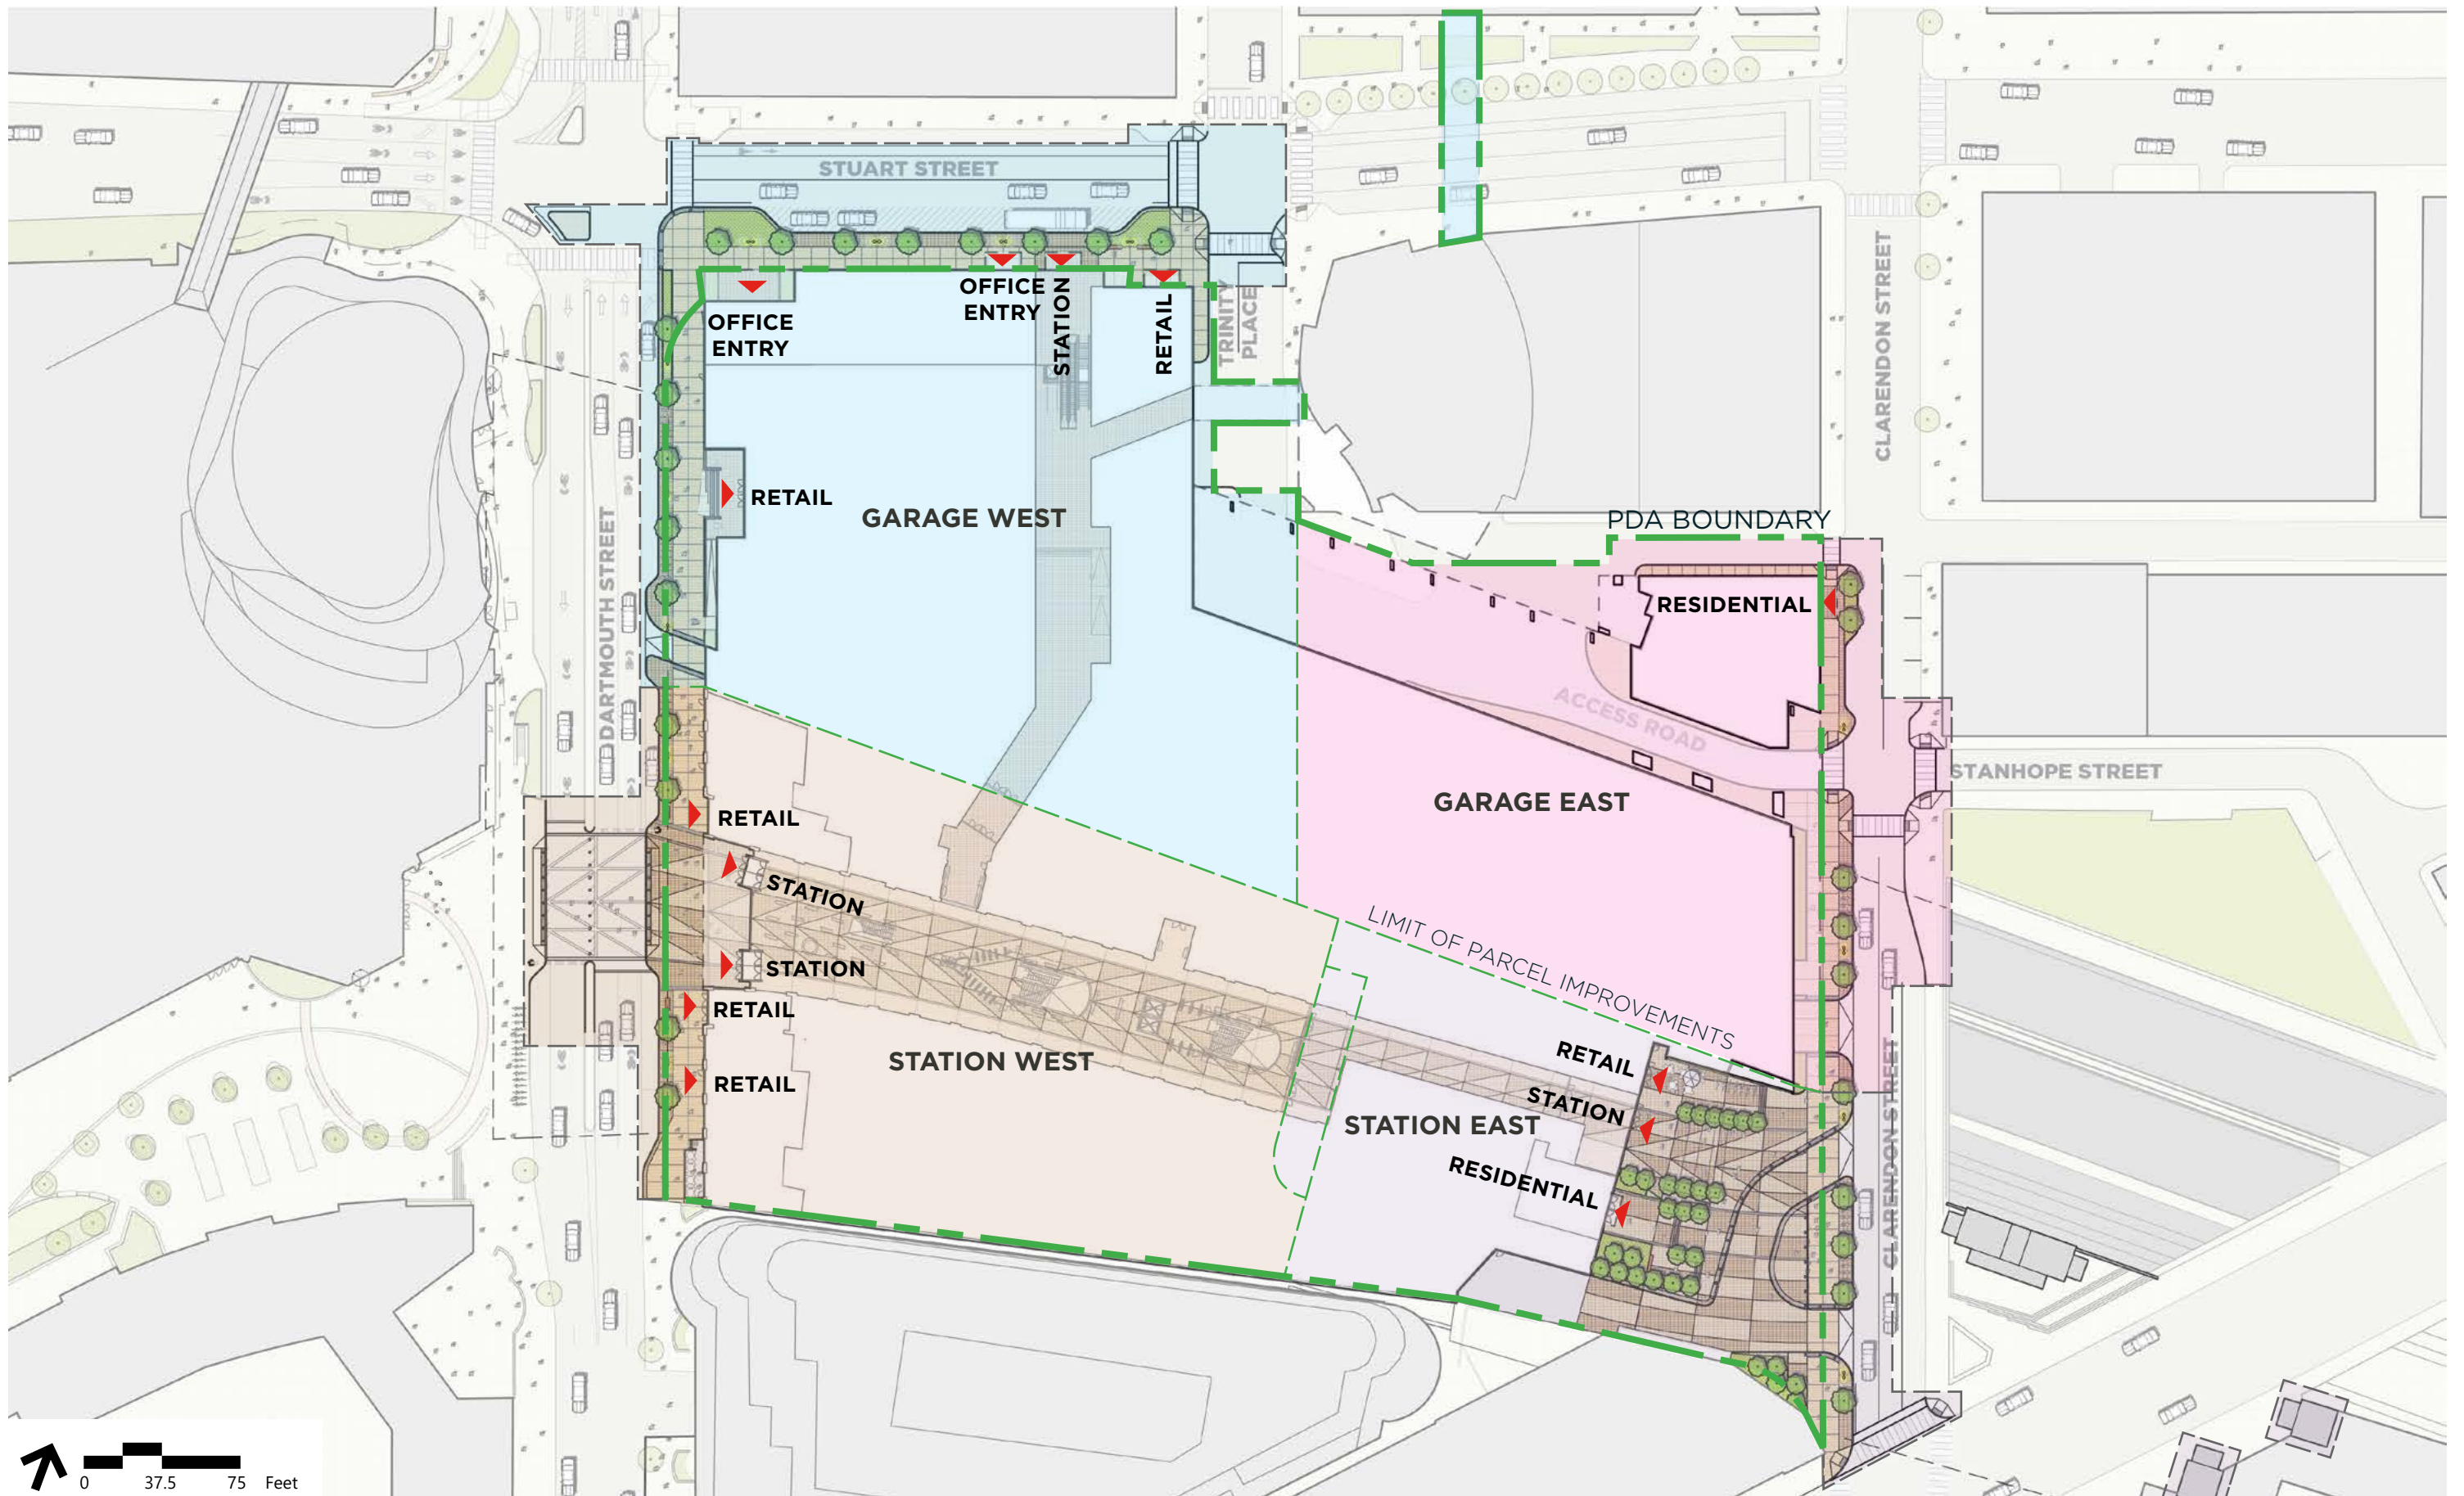 STUART STREET
OFFICE
ENTRY
OFFICE
ENTRY
STATION
RETAIL
TRINITY
PLACE
CLARENDON STREET
RETAIL
GARAGE WEST
PDA BOUNDARY
DARTMOUTH STREET
RESIDENTIAL
ACCESS ROAD
STANHOPE STREET
GARAGE EAST
RETAIL
STATION
LIMIT OF PARCEL IMPROVEMENTS
STATION
RETAIL
RETAIL
STATION WEST
RETAIL
STATION
STATION EAST
RESIDENTIAL
CLARENDON STREET
0 37.5 75 Feet